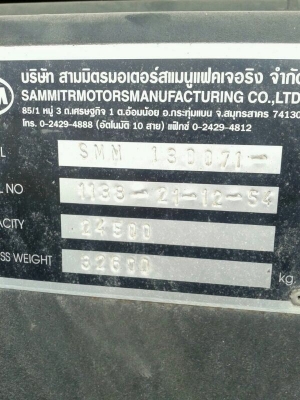 บริษัท สามมิตรมอเตอร์สแมนูแฟคเจอริง จำกัด
SAMMITRMOTORSMANUFACTURING CO.,LTD
85/1 หมู่ 3 ถ.เศรษฐกิจ 1 ต.อ้อมน้อย อ.กระทุ่มแบน จ.สมุทรสาคร 74130
โทร. 0-2429-4888 (อัตโนมัติ 10 สาย) แฟ็กซ์ 0-2429-4812
L SMM 130071-
L NO 1138-21-12-54
ACITY 24500
SS WEIGHT 32600 kg.